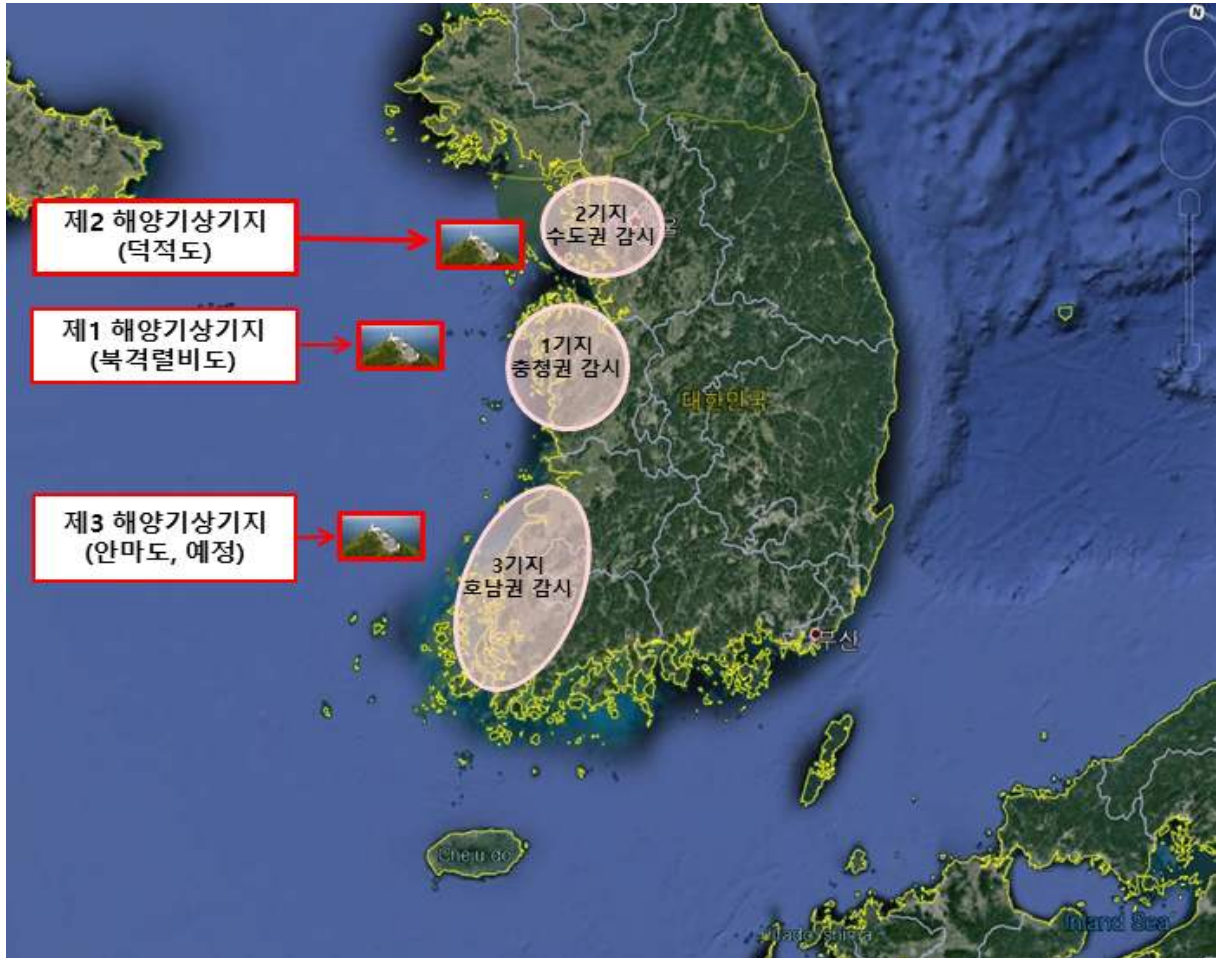 N
제2 해양기상기지
(덕적도)
2기지
수도권 감시
제1 해양기상기지
(북격렬비도)
1기지
충청권 감시
대한민국
제3 해양기상기지
(안마도, 예정)
3기지
호남권 감시
부산
Cheju do
Inland Sea